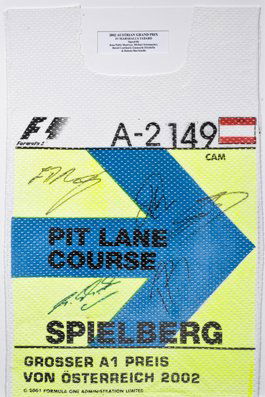 2002 AUSTRIAN GRAND PRIX
F1
Formula 1
A-2149
CAM
PIT LANE
COURSE
SPIELBERG
GROSSER A1 PREIS
VON ÖSTERREICH 2002
© 2001 FORMULA ONE ADMINISTRATION LIMITED